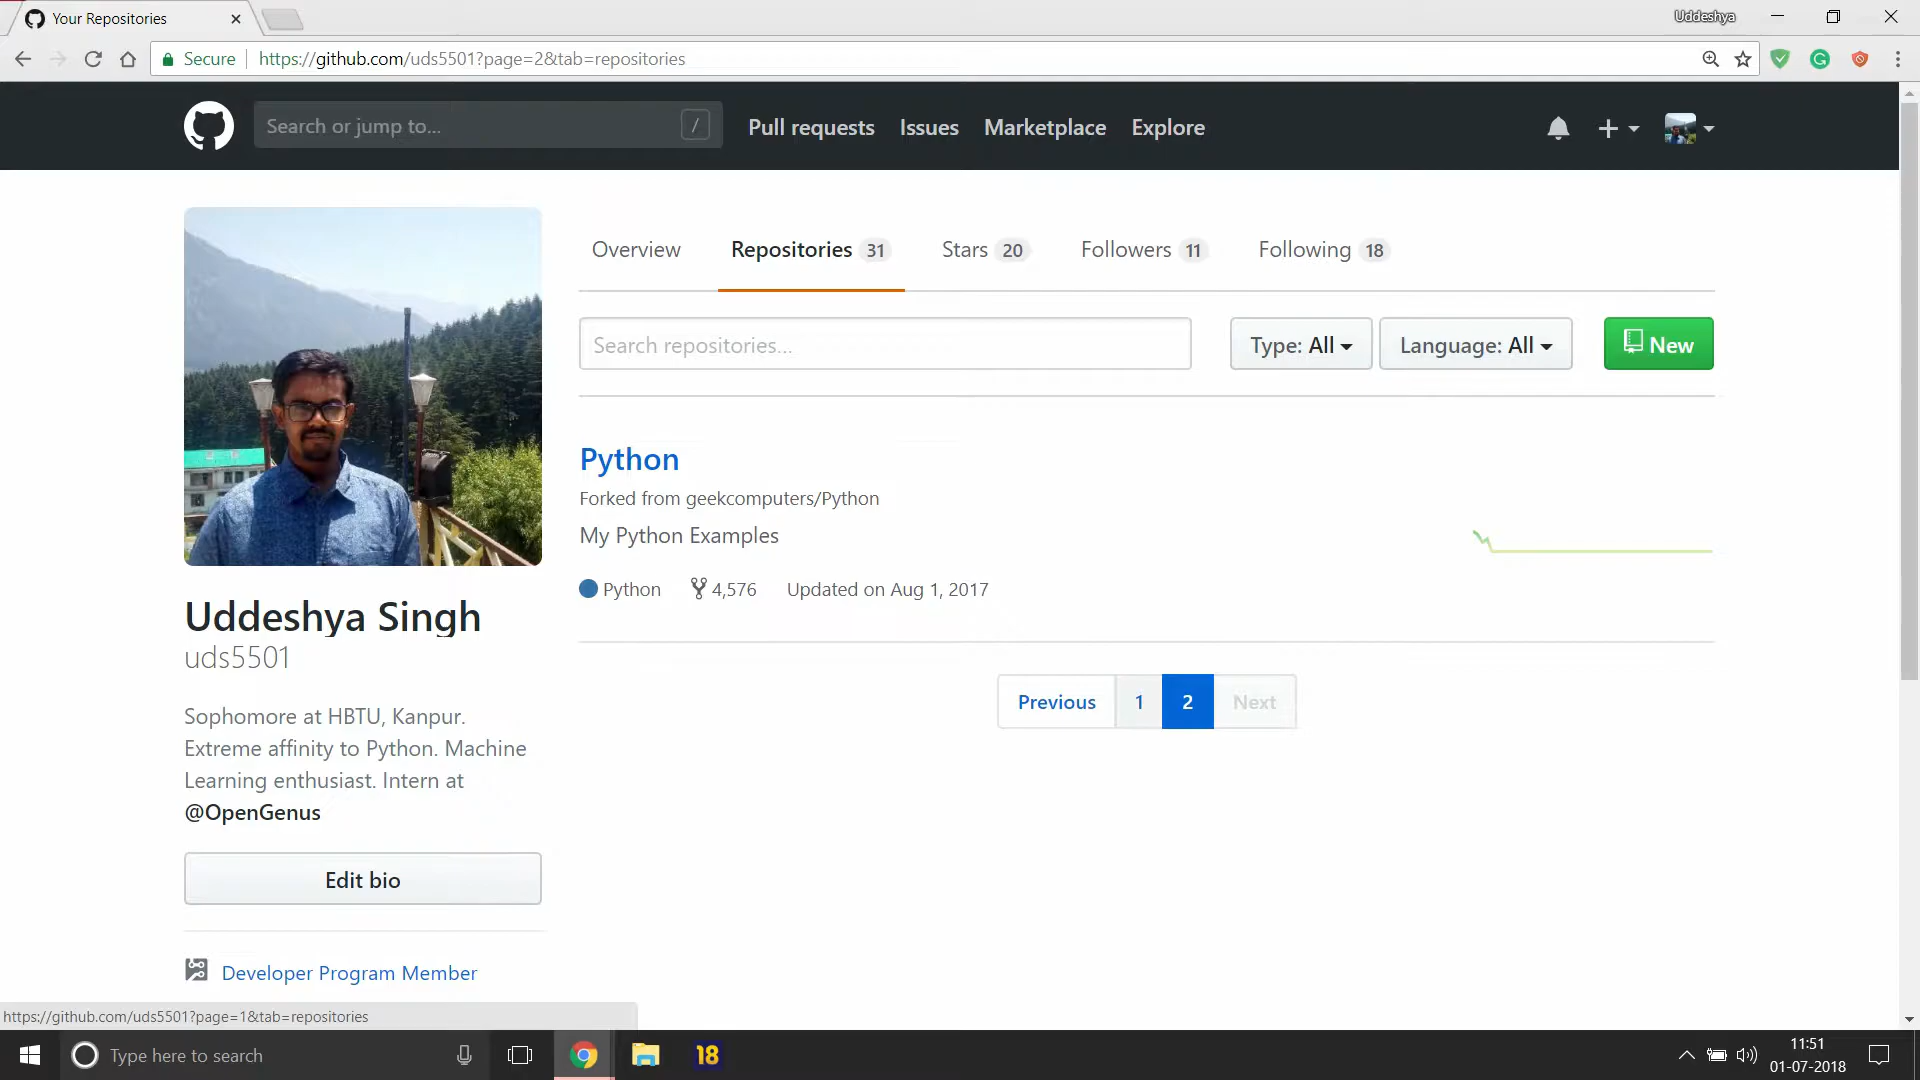 Your Repositories
Uddeshya
Secure
https://github.com/uds5501?page=2&tab=repositories
Search or jump to...
/
Pull requests
Issues
Marketplace
Explore
Overview
Repositories 31
Stars 20
Followers 11
Following 18
Search repositories...
Type: All
Language: All
New
Python
Forked from geekcomputers/Python
My Python Examples
Python
4,576
Updated on Aug 1, 2017
Uddeshya Singh
uds5501
Sophomore at HBTU, Kanpur.
Extreme affinity to Python. Machine
Learning enthusiast. Intern at
@OpenGenus
Previous
1
2
Next
Edit bio
Developer Program Member
https://github.com/uds5501?page=1&tab=repositories
Type here to search
18
11:51
01-07-2018